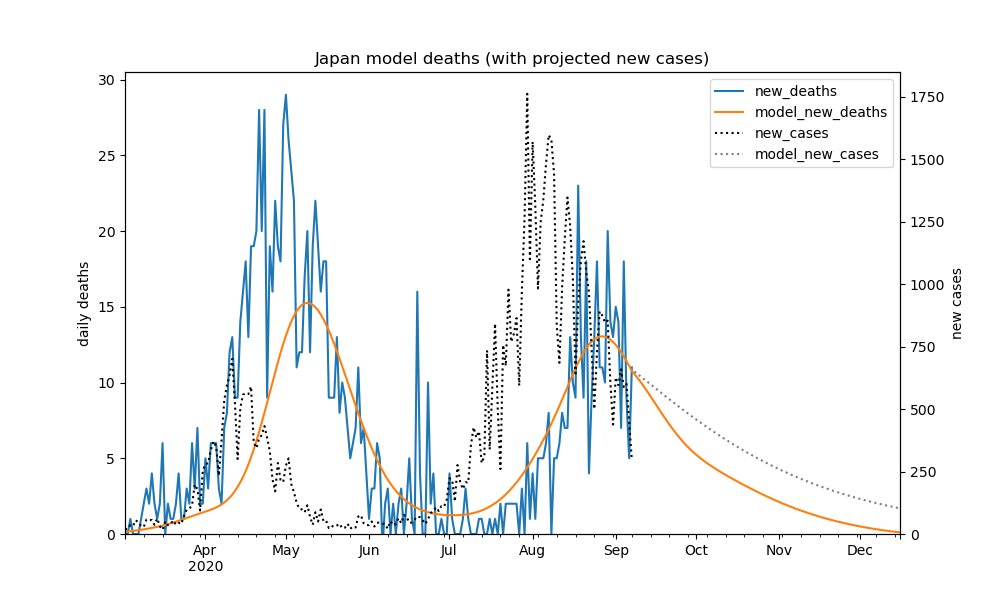 Japan model deaths (with projected new cases)
new_deaths
model_new_deaths
new_cases
model_new_cases
daily deaths
new cases
30
25
20
15
10
5
0
1750
1500
1250
1000
750
500
250
0
Apr
2020
May
Jun
Jul
Aug
Sep
Oct
Nov
Dec